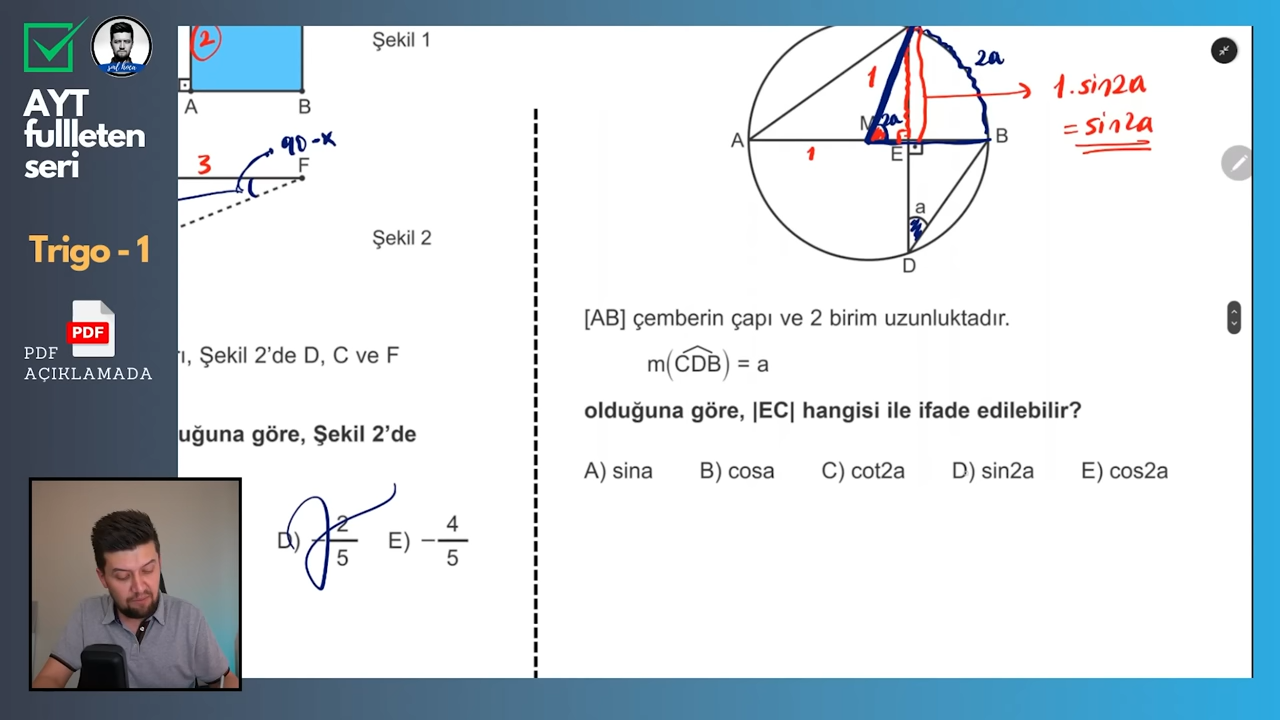 AYT
fullleten
seri
Trigo - 1
PDF
PDF
AÇIKLAMADA
2
Şekil 1
A
B
90-x
3
F
Şekil 2
ı, Şekil 2'de D, C ve F
uğuna göre, Şekil 2'de
D) -2/5 E) -4/5
2a
1
1.sin2a
= sin2a
M
2a
A
B
E
1
a
D
[AB] çemberin çapı ve 2 birim uzunluktadır.
m(CDB) = a
olduğuna göre, |EC| hangisi ile ifade edilebilir?
A) sina B) cosa C) cot2a D) sin2a E) cos2a